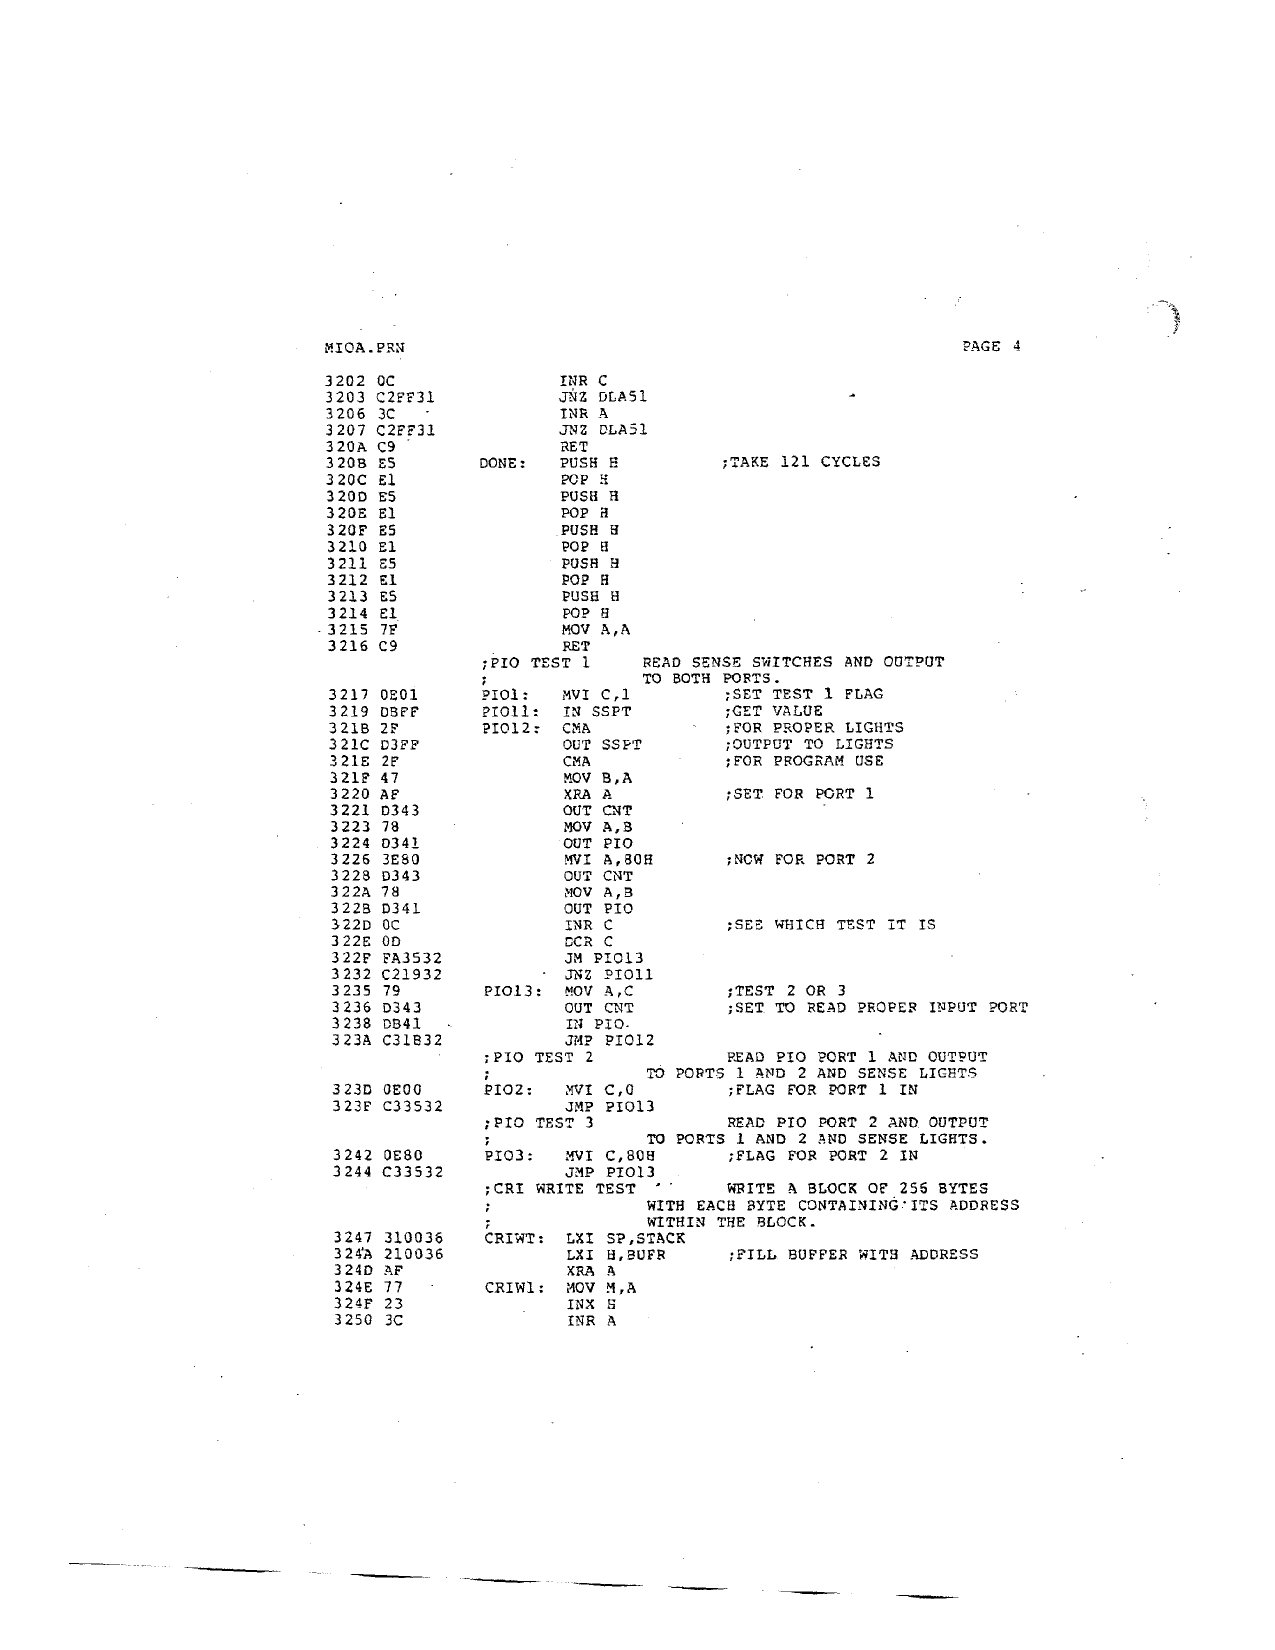 MIOA.PRN PAGE 4
3202 0C INR C
3203 C2FF31 JNZ DLA51
3206 3C INR A
3207 C2FF31 JNZ DLA51
320A C9 RET
320B E5 DONE: PUSH H ;TAKE 121 CYCLES
320C E1 POP H
320D E5 PUSH H
320E E1 POP H
320F E5 PUSH H
3210 E1 POP H
3211 E5 PUSH H
3212 E1 POP H
3213 E5 PUSH H
3214 E1 POP H
3215 7F MOV A,A
3216 C9 RET
;PIO TEST 1 READ SENSE SWITCHES AND OUTPUT
; TO BOTH PORTS.
3217 0E01 PIO1: MVI C,1 ;SET TEST 1 FLAG
3219 DBFF PIO11: IN SSPT ;GET VALUE
321B 2F PIO12: CMA ;FOR PROPER LIGHTS
321C D3FF OUT SSPT ;OUTPUT TO LIGHTS
321E 2F CMA ;FOR PROGRAM USE
321F 47 MOV B,A
3220 AF XRA A ;SET FOR PORT 1
3221 D343 OUT CNT
3223 78 MOV A,B
3224 D341 OUT PIO
3226 3E80 MVI A,80H ;NOW FOR PORT 2
3228 D343 OUT CNT
322A 78 MOV A,B
322B D341 OUT PIO
322D 0C INR C ;SEE WHICH TEST IT IS
322E 0D DCR C
322F FA3532 JM PIO13
3232 C21932 JNZ PIO11
3235 79 PIO13: MOV A,C ;TEST 2 OR 3
3236 D343 OUT CNT ;SET TO READ PROPER INPUT PORT
3238 DB41 IN PIO
323A C31B32 JMP PIO12
;PIO TEST 2 READ PIO PORT 1 AND OUTPUT
; TO PORTS 1 AND 2 AND SENSE LIGHTS
323D 0E00 PIO2: MVI C,0 ;FLAG FOR PORT 1 IN
323F C33532 JMP PIO13
;PIO TEST 3 READ PIO PORT 2 AND OUTPUT
; TO PORTS 1 AND 2 AND SENSE LIGHTS.
3242 0E80 PIO3: MVI C,80H ;FLAG FOR PORT 2 IN
3244 C33532 JMP PIO13
;CRI WRITE TEST WRITE A BLOCK OF 256 BYTES
; WITH EACH BYTE CONTAINING ITS ADDRESS
; WITHIN THE BLOCK.
3247 310036 CRIWT: LXI SP,STACK
324A 210036 LXI H,BUFR ;FILL BUFFER WITH ADDRESS
324D AF XRA A
324E 77 CRIW1: MOV M,A
324F 23 INX H
3250 3C INR A